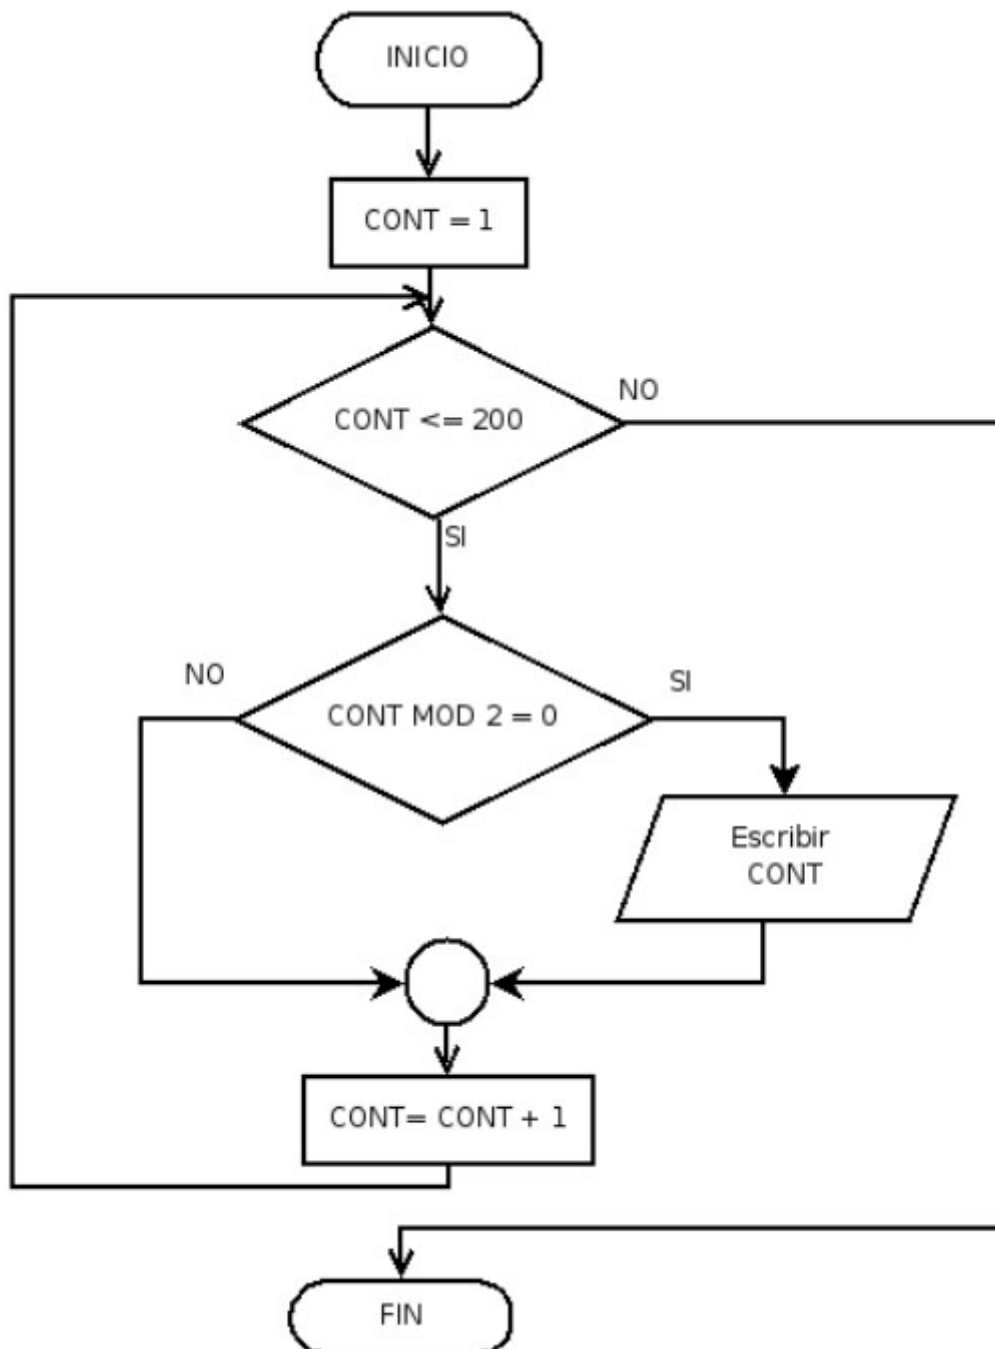 INICIO
CONT = 1
CONT <= 200
NO
SI
NO
SI
CONT MOD 2 = 0
Escribir
CONT
CONT= CONT + 1
FIN